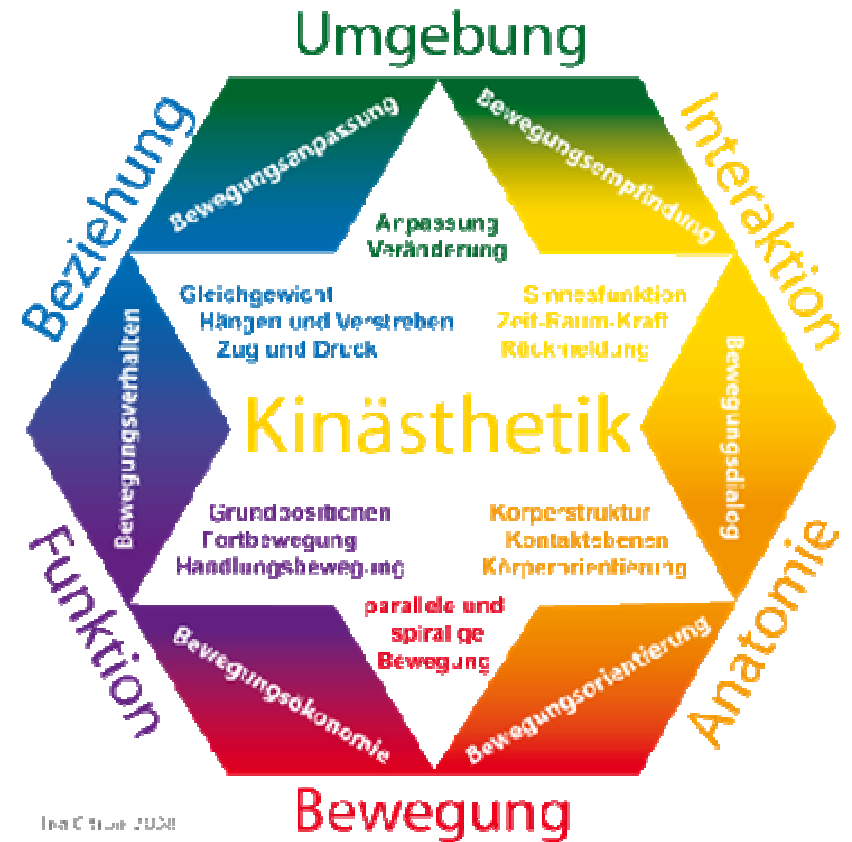 Umgebung
Beziehung
Interaktion
Bewegungsanpassung
Bewegungsempfindung
Anpassung
Veränderung
Gleichgewicht
Hängen und Verstreben
Zug und Druck
Sinnesfunktion
Zeit-Raum-Kraft
Rückmeldung
Bewegungsverhalten
Kinästhetik
Bewegungsdialog
Grundpositionen
Fortbewegung
Handlungsbewegung
Körperstruktur
Kontaktebenen
Körperorientierung
Funktion
Anatomie
parallele und
spiralige
Bewegung
Bewegungsökonomie
Bewegungsorientierung
Bewegung